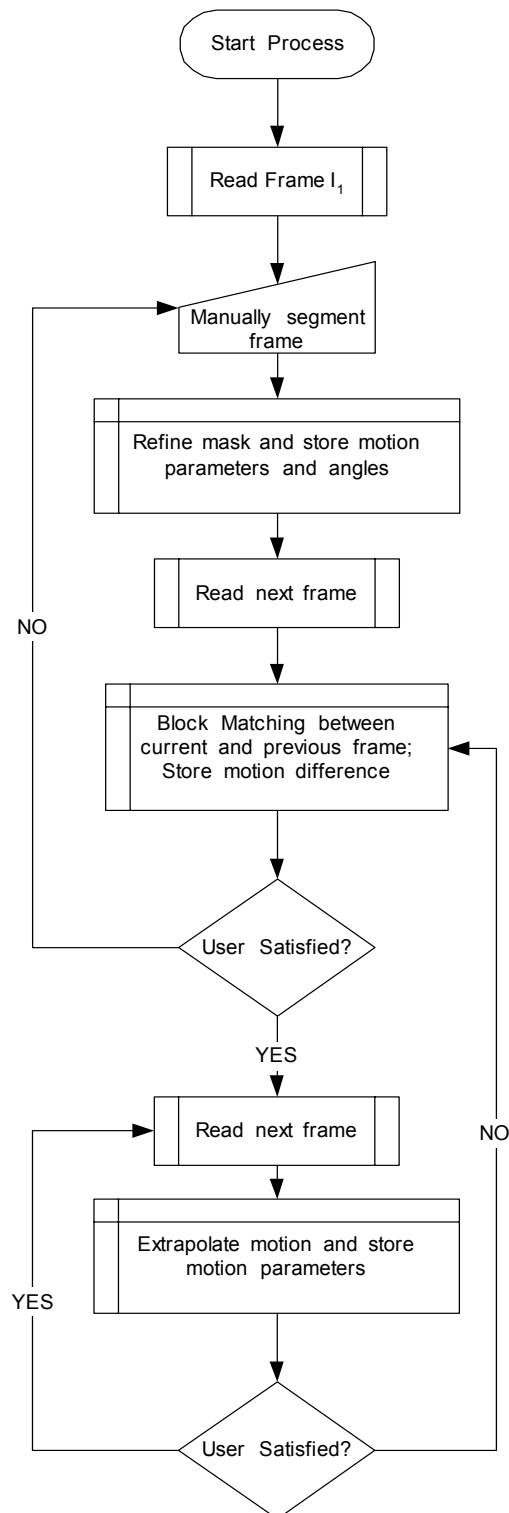 Start Process
Read Frame I₁
Manually segment
frame
Refine mask and store motion
parameters and angles
Read next frame
NO
Block Matching between
current and previous frame;
Store motion difference
User Satisfied?
YES
Read next frame
NO
Extrapolate motion and store
motion parameters
YES
User Satisfied?